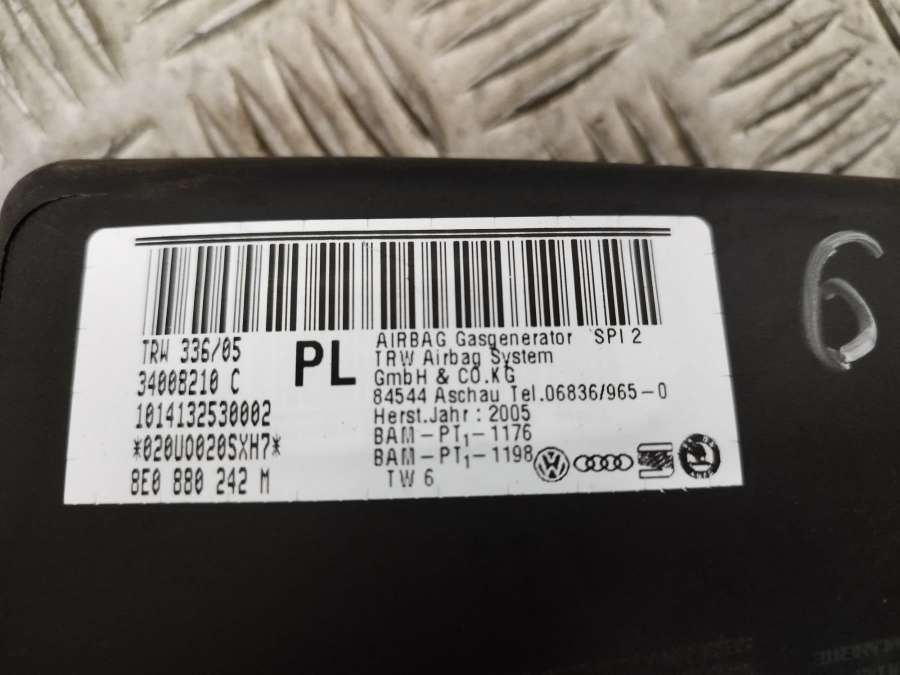 TRW 336/05
34008210 C
1014132530002
*020UO020SXH7*
8E0 880 242 M
PL
AIRBAG Gasgenerator SPI 2
TRW Airbag System
GmbH & CO.KG
84544 Aschau Tel.06836/965-0
Herst.Jahr: 2005
BAM-PT1-1176
BAM-PT1-1198
TW 6
6